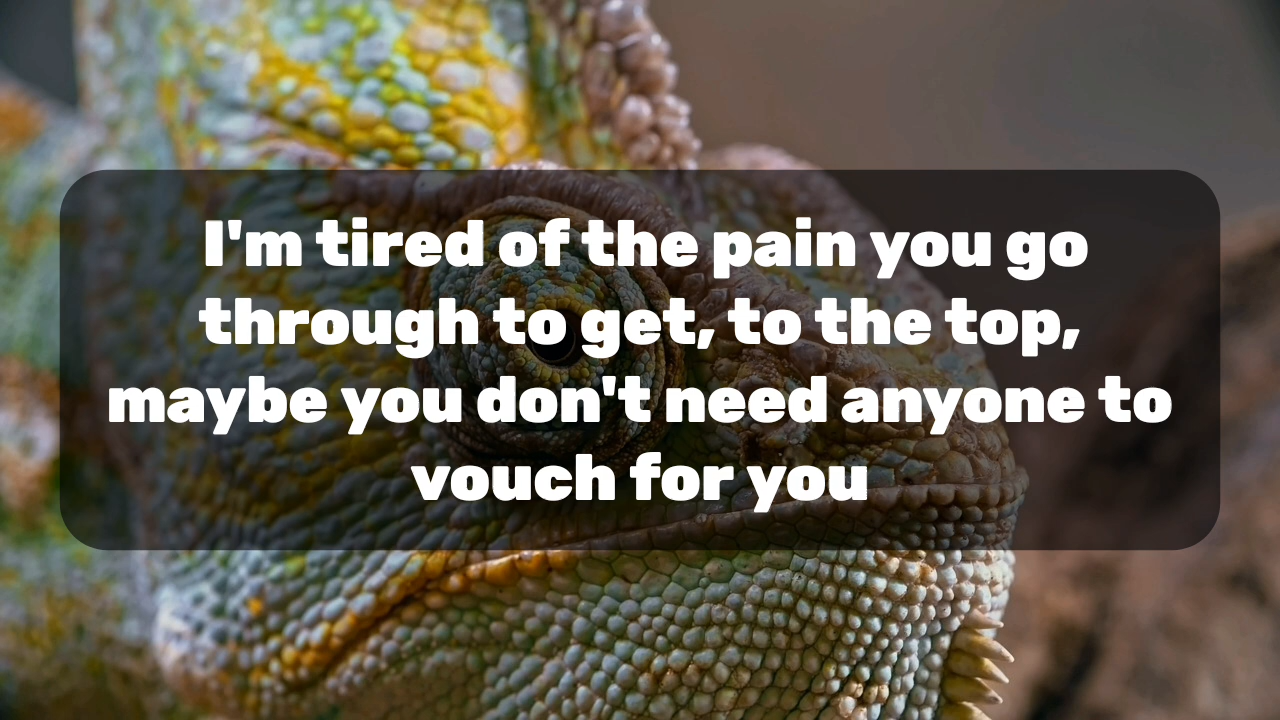 I'm tired of the pain you go
through to get, to the top,
maybe you don't need anyone to
vouch for you